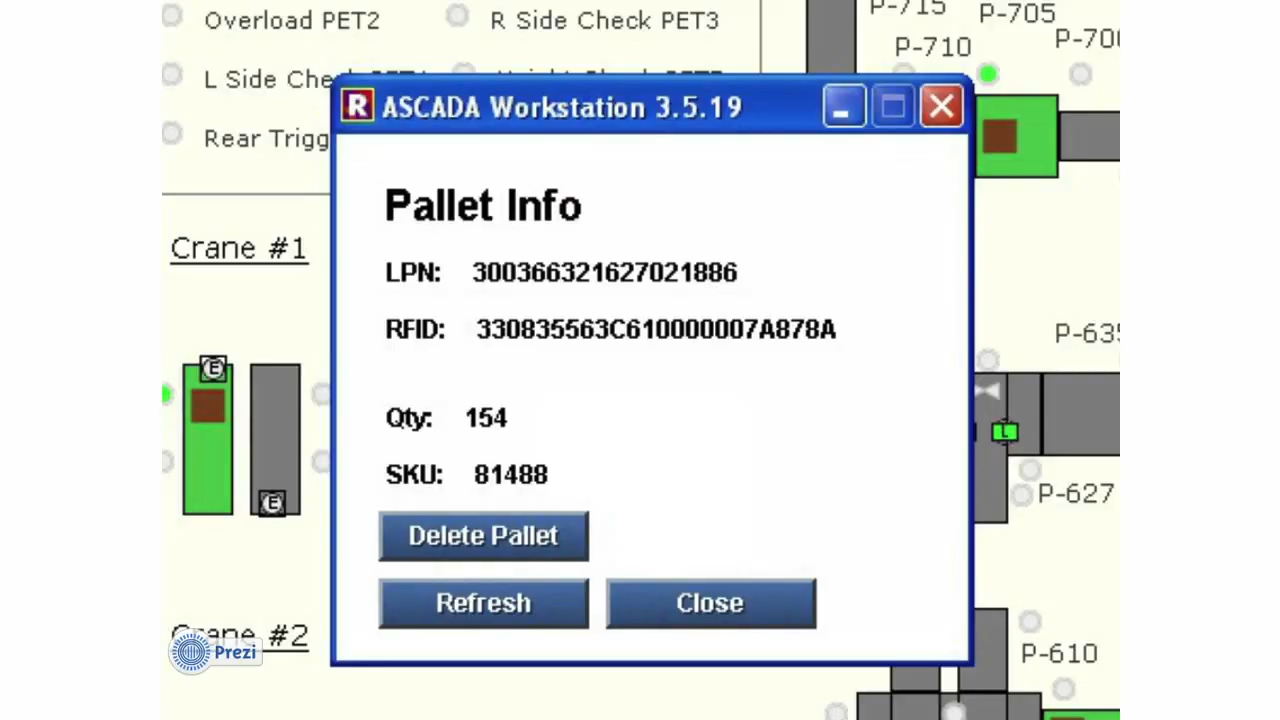 P-715
P-705
Overload PET2
R Side Check PET3
P-710
P-700
L Side Che
Rear Trigg
R ASCADA Workstation 3.5.19
Pallet Info
LPN: 300366321627021886
RFID: 330835563C610000007A878A
Qty: 154
SKU: 81488
Delete Pallet
Refresh
Close
Crane #1
E
E
P-635
L
P-627
Crane #2
Prezi
P-610